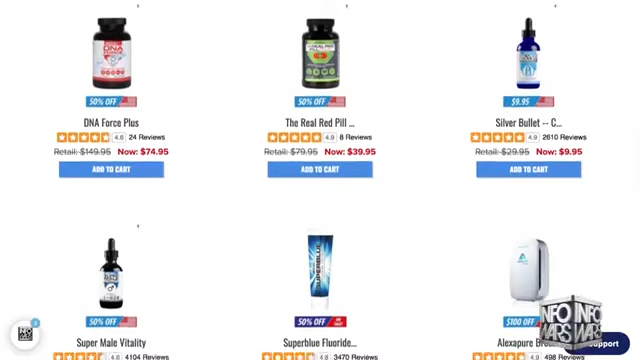 50% OFF
50% OFF
$9.95
DNA Force Plus
The Real Red Pill ...
Silver Bullet -- C...
4.6 24 Reviews
4.9 8 Reviews
4.9 2610 Reviews
Retail: $149.95 Now: $74.95
Retail: $79.95 Now: $39.95
Retail: $29.95 Now: $9.95
ADD TO CART
ADD TO CART
ADD TO CART
SUPERBLUE
50% OFF
50% OFF
$100 OFF
Super Male Vitality
Superblue Fluoride...
Alexapure
4.6 4104 Reviews
4.8 3470 Reviews
4.9 498 Reviews
INFO INFO
WARS WARS
upport